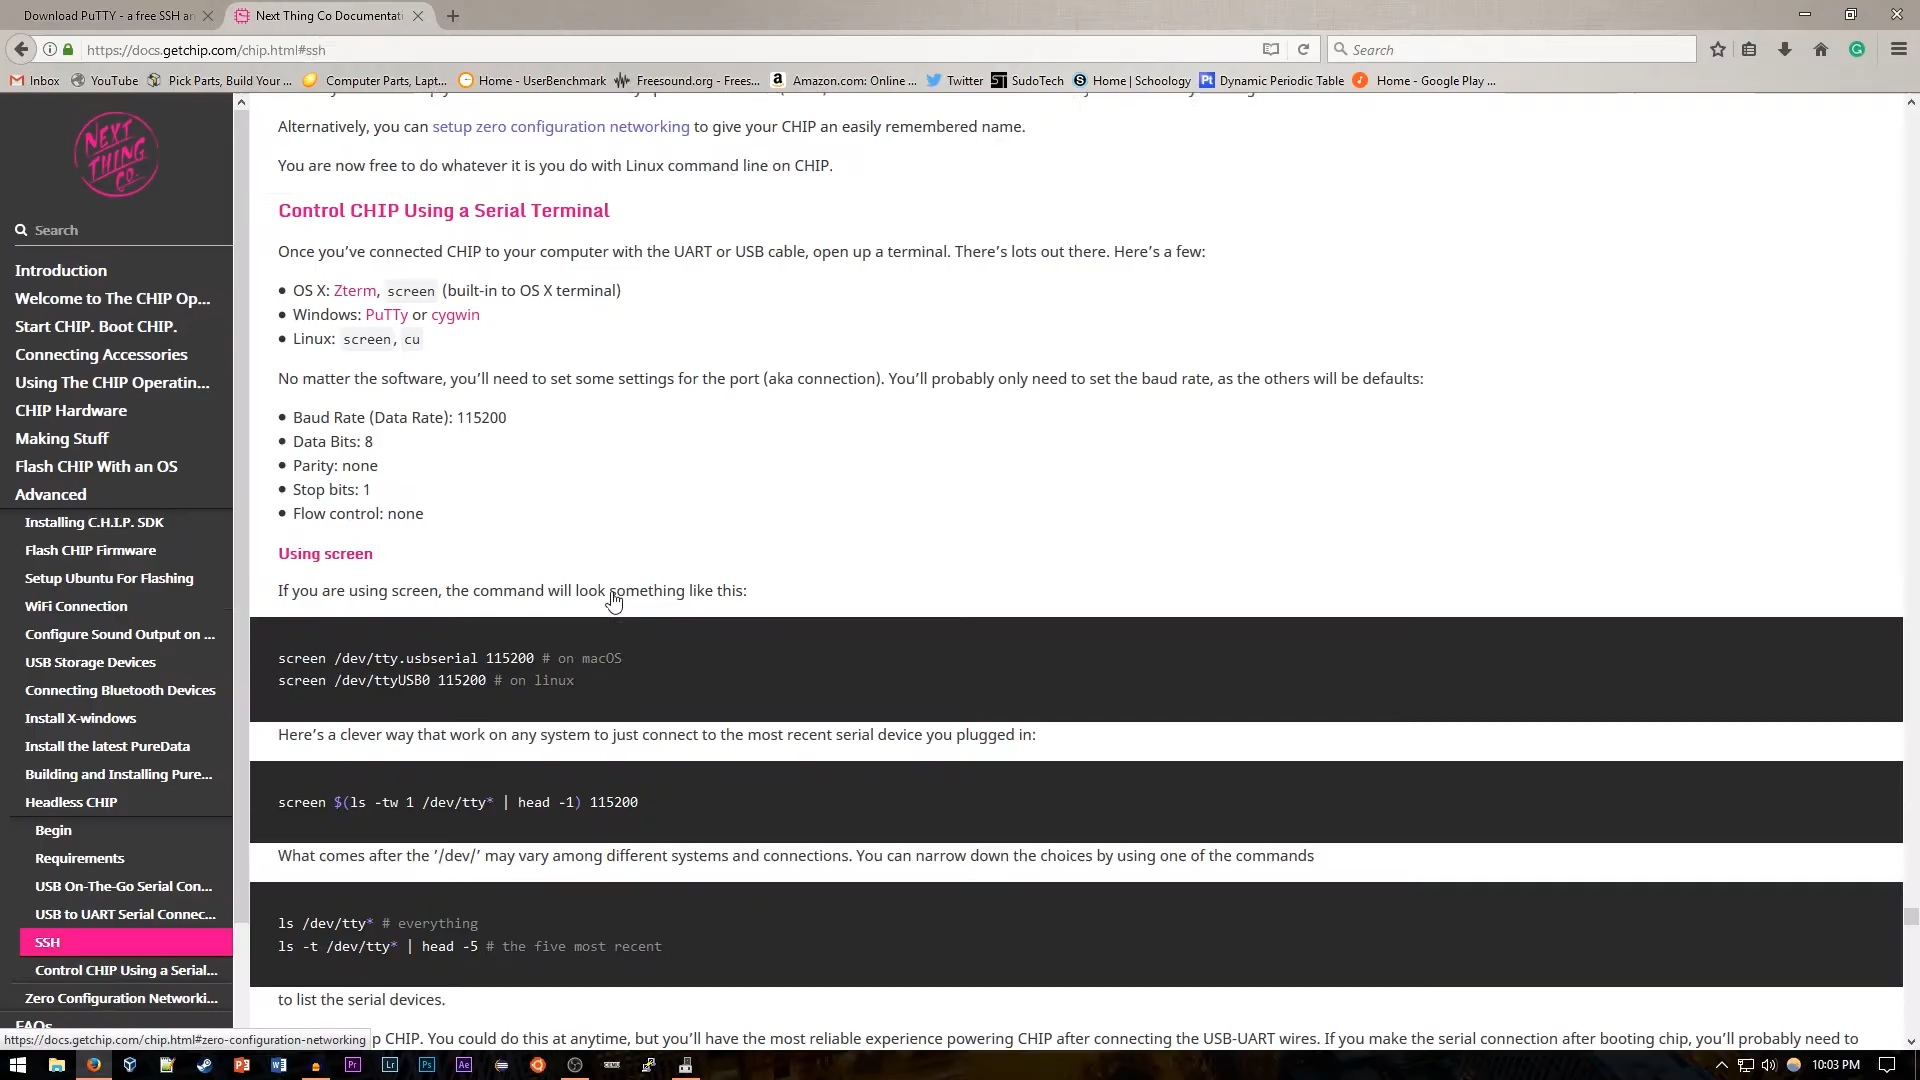 Download PuTTY - a free SSH an
Next Thing Co Documentati
https://docs.getchip.com/chip.html#ssh
Search
Inbox
YouTube
Pick Parts, Build Your ...
Computer Parts, Lapt...
Home - UserBenchmark
Freesound.org - Frees...
Amazon.com: Online ...
Twitter
SudoTech
Home | Schoology
Dynamic Periodic Table
Home - Google Play ...
NEXT
THING
CO.
Search
Introduction
Welcome to The CHIP Op...
Start CHIP. Boot CHIP.
Connecting Accessories
Using The CHIP Operatin...
CHIP Hardware
Making Stuff
Flash CHIP With an OS
Advanced
Installing C.H.I.P. SDK
Flash CHIP Firmware
Setup Ubuntu For Flashing
WiFi Connection
Configure Sound Output on ...
USB Storage Devices
Connecting Bluetooth Devices
Install X-windows
Install the latest PureData
Building and Installing Pure...
Headless CHIP
Begin
Requirements
USB On-The-Go Serial Con...
USB to UART Serial Connec...
SSH
Control CHIP Using a Serial...
Zero Configuration Networki...
FAQs
Alternatively, you can setup zero configuration networking to give your CHIP an easily remembered name.
You are now free to do whatever it is you do with Linux command line on CHIP.
Control CHIP Using a Serial Terminal
Once you’ve connected CHIP to your computer with the UART or USB cable, open up a terminal. There’s lots out there. Here’s a few:
• OS X: Zterm, screen (built-in to OS X terminal)
• Windows: PuTTy or cygwin
• Linux: screen, cu
No matter the software, you’ll need to set some settings for the port (aka connection). You’ll probably only need to set the baud rate, as the others will be defaults:
• Baud Rate (Data Rate): 115200
• Data Bits: 8
• Parity: none
• Stop bits: 1
• Flow control: none
Using screen
If you are using screen, the command will look something like this:
screen /dev/tty.usbserial 115200 # on macOS
screen /dev/ttyUSB0 115200 # on linux
Here’s a clever way that work on any system to just connect to the most recent serial device you plugged in:
screen $(ls -tw 1 /dev/tty* | head -1) 115200
What comes after the ’/dev/’ may vary among different systems and connections. You can narrow down the choices by using one of the commands
ls /dev/tty* # everything
ls -t /dev/tty* | head -5 # the five most recent
to list the serial devices.
p CHIP. You could do this at anytime, but you’ll have the most reliable experience powering CHIP after connecting the USB-UART wires. If you make the serial connection after booting chip, you’ll probably need to
https://docs.getchip.com/chip.html#zero-configuration-networking
10:03 PM